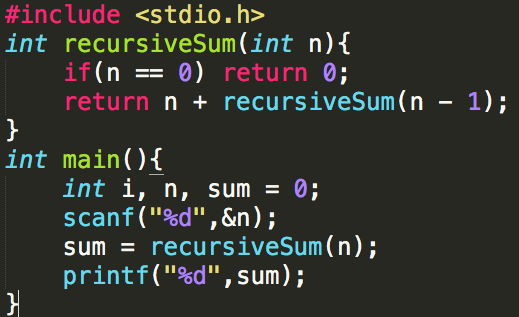 #include <stdio.h>
int recursiveSum(int n){
    if(n == 0) return 0;
    return n + recursiveSum(n - 1);
}
int main(){
    int i, n, sum = 0;
    scanf("%d",&n);
    sum = recursiveSum(n);
    printf("%d",sum);
}